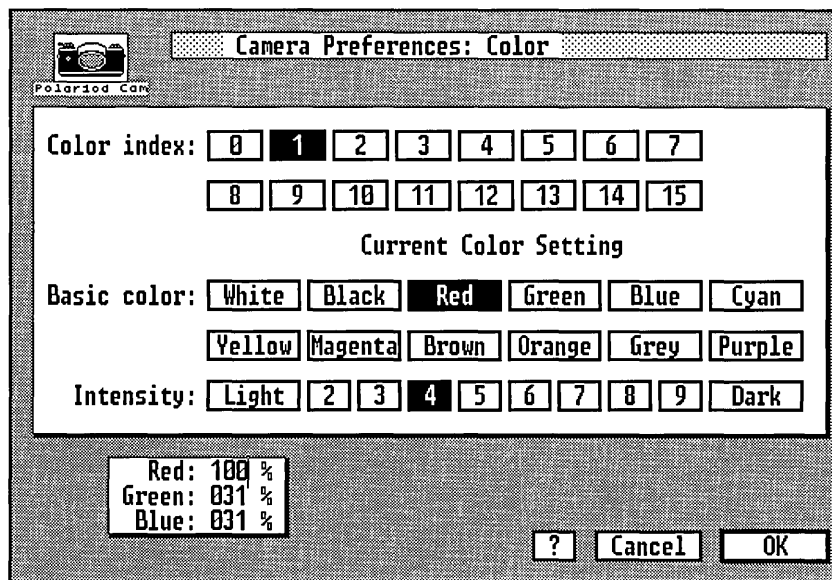 Camera Preferences: Color
Polariod Cam
Color index: 0 1 2 3 4 5 6 7
8 9 10 11 12 13 14 15
Current Color Setting
Basic color: White Black Red Green Blue Cyan
Yellow Magenta Brown Orange Grey Purple
Intensity: Light 2 3 4 5 6 7 8 9 Dark
Red: 100 %
Green: 031 %
Blue: 031 %
? Cancel OK